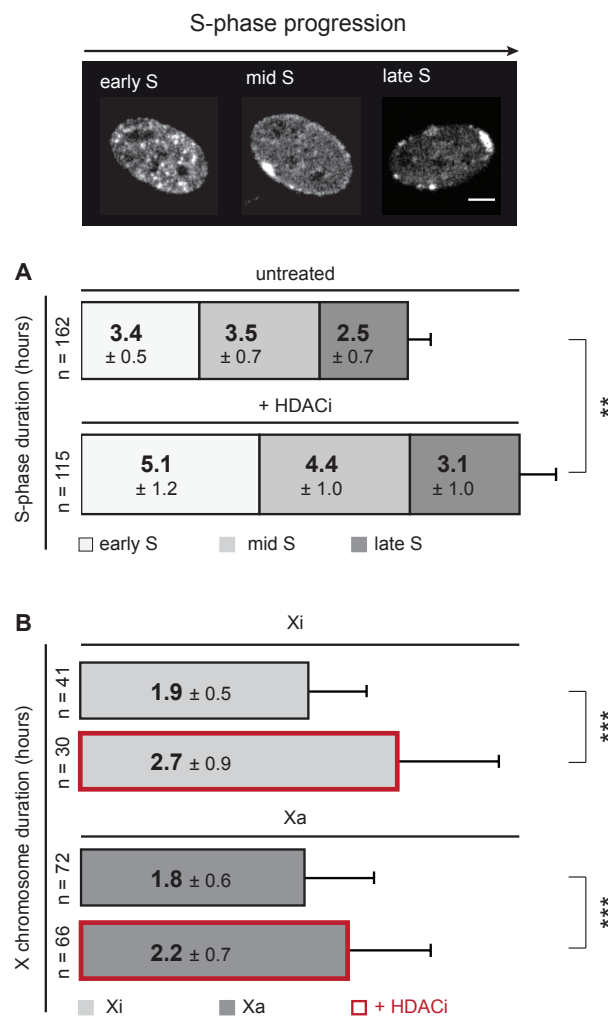 S-phase progression
early S
mid S
late S
A
untreated
S-phase duration (hours)
n = 162
3.4
± 0.5
3.5
± 0.7
2.5
± 0.7
+ HDACi
n = 115
5.1
± 1.2
4.4
± 1.0
3.1
± 1.0
**
early S
mid S
late S
B
Xi
X chromosome duration (hours)
n = 41
1.9 ± 0.5
n = 30
2.7 ± 0.9
***
Xa
n = 72
1.8 ± 0.6
n = 66
2.2 ± 0.7
***
Xi
Xa
+ HDACi